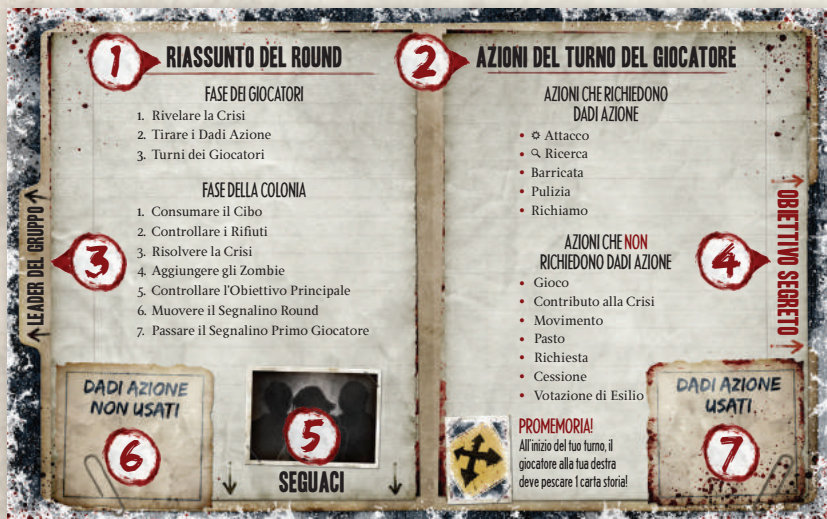 1 RIASSUNTO DEL ROUND
FASE DEI GIOCATORI
1. Rivelare la Crisi
2. Tirare i Dadi Azione
3. Turni dei Giocatori
FASE DELLA COLONIA
1. Consumare il Cibo
2. Controllare i Rifiuti
3. Risolvere la Crisi
4. Aggiungere gli Zombie
5. Controllare l'Obiettivo Principale
6. Muovere il Segnalino Round
7. Passare il Segnalino Primo Giocatore
LEADER DEL GRUPPO
3
DADI AZIONE
NON USATI
6
5
SEGUACI
2 AZIONI DEL TURNO DEL GIOCATORE
AZIONI CHE RICHIEDONO
DADI AZIONE
• Attacco
• Ricerca
• Barricata
• Pulizia
• Richiamo
AZIONI CHE NON
RICHIEDONO DADI AZIONE
• Gioco
• Contributo alla Crisi
• Movimento
• Pasto
• Richiesta
• Cessione
• Votazione di Esilio
4
OBIETTIVO SEGRETO
PROMEMORIA!
All'inizio del tuo turno, il
giocatore alla tua destra
deve pescare 1 carta storia!
DADI AZIONE
USATI
7